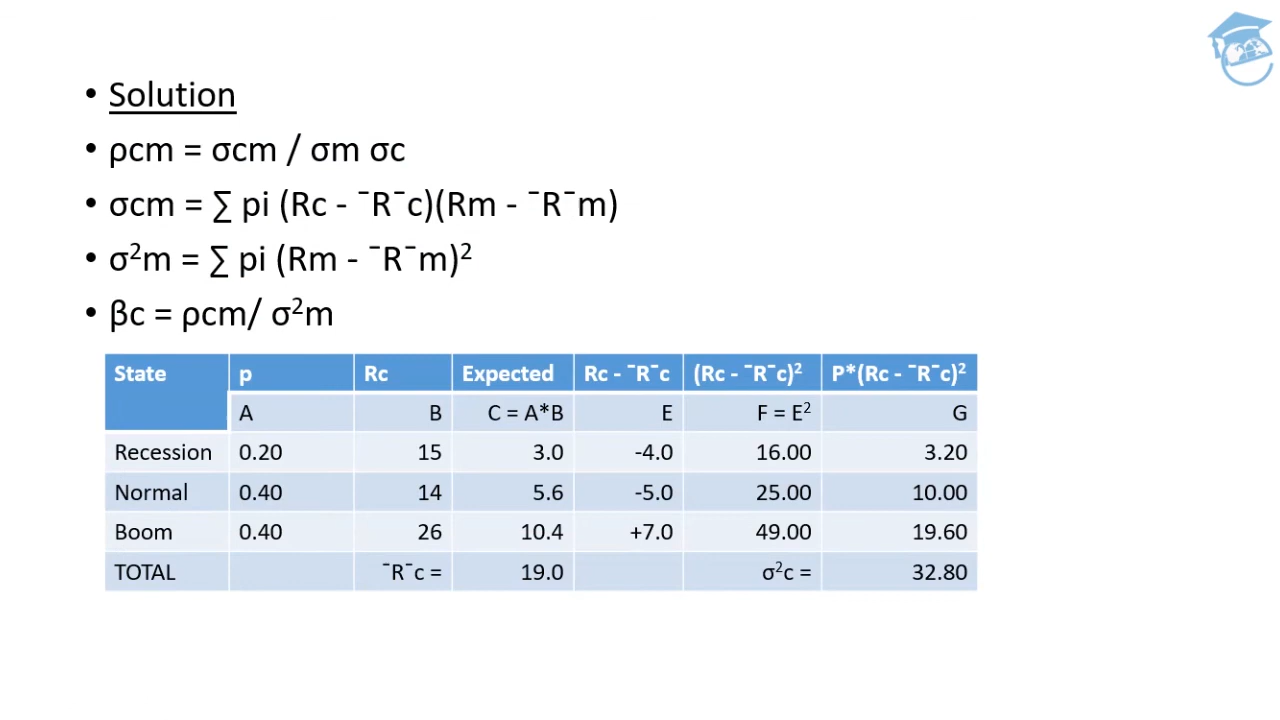 • Solution
• ρcm = σcm / σm σc
• σcm = ∑ pi (Rc - ¯R¯c)(Rm - ¯R¯m)
• σ²m = ∑ pi (Rm - ¯R¯m)²
• βc = ρcm/ σ²m
State p Rc Expected Rc - ¯R¯c (Rc - ¯R¯c)² P*(Rc - ¯R¯c)²
A B C = A*B E F = E² G
Recession 0.20 15 3.0 -4.0 16.00 3.20
Normal 0.40 14 5.6 -5.0 25.00 10.00
Boom 0.40 26 10.4 +7.0 49.00 19.60
TOTAL ¯R¯c = 19.0 σ²c = 32.80